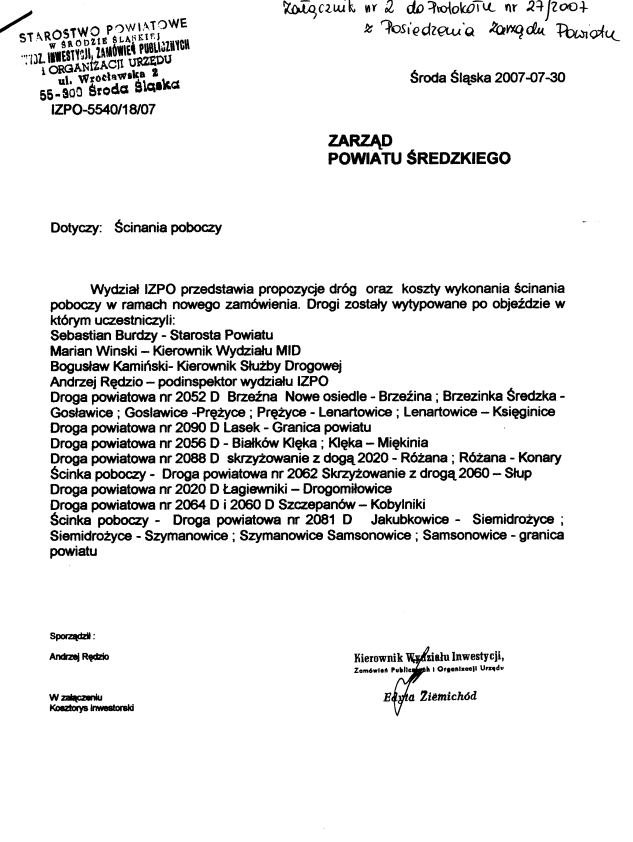 Załącznik nr 2 do Protokołu nr 27/2007
z Posiedzenia Zarządu Powiatu
STAROSTWO POWIATOWE
W ŚRODZIE ŚLĄSKIEJ
WYDZ. INWESTYCJI, ZAMÓWIEŃ PUBLICZNYCH
i ORGANIZACJI URZĘDU
ul. Wrocławska 2
55-300 Środa Śląska
IZPO-5540/18/07
Środa Śląska 2007-07-30
ZARZĄD
POWIATU ŚREDZKIEGO
Dotyczy: Ścinania poboczy
Wydział IZPO przedstawia propozycje dróg oraz koszty wykonania ścinania
poboczy w ramach nowego zamówienia. Drogi zostały wytypowane po objeździe w
którym uczestniczyli:
Sebastian Burdzy - Starosta Powiatu
Marian Winski – Kierownik Wydziału MID
Bogusław Kamiński- Kierownik Służby Drogowej
Andrzej Rędzio – podinspektor wydziału IZPO
Droga powiatowa nr 2052 D Brzeźna Nowe osiedle - Brzeźina ; Brzezinka Średzka -
Gosławice ; Goslawice -Prężyce ; Prężyce - Lenartowice ; Lenartowice – Księginice
Droga powiatowa nr 2090 D Lasek - Granica powiatu
Droga powiatowa nr 2056 D - Białków Klęka ; Klęka – Miękinia
Droga powiatowa nr 2088 D skrzyżowanie z dogą 2020 - Różana ; Różana - Konary
Ścinka poboczy - Droga powiatowa nr 2062 Skrzyżowanie z drogą 2060 – Słup
Droga powiatowa nr 2020 D Łagiewniki – Drogomiłowice
Droga powiatowa nr 2064 D i 2060 D Szczepanów – Kobylniki
Ścinka poboczy - Droga powiatowa nr 2081 D Jakubkowice - Siemidrożyce ;
Siemidrożyce - Szymanowice ; Szymanowice Samsonowice ; Samsonowice - granica
powiatu
Sporządził :
Andrzej Rędzio
Kierownik Wydziału Inwestycji,
Zamówień Publicznych i Organizacji Urzędu
Edyta Ziemichód
W załączeniu
Kosztorys inwestorski